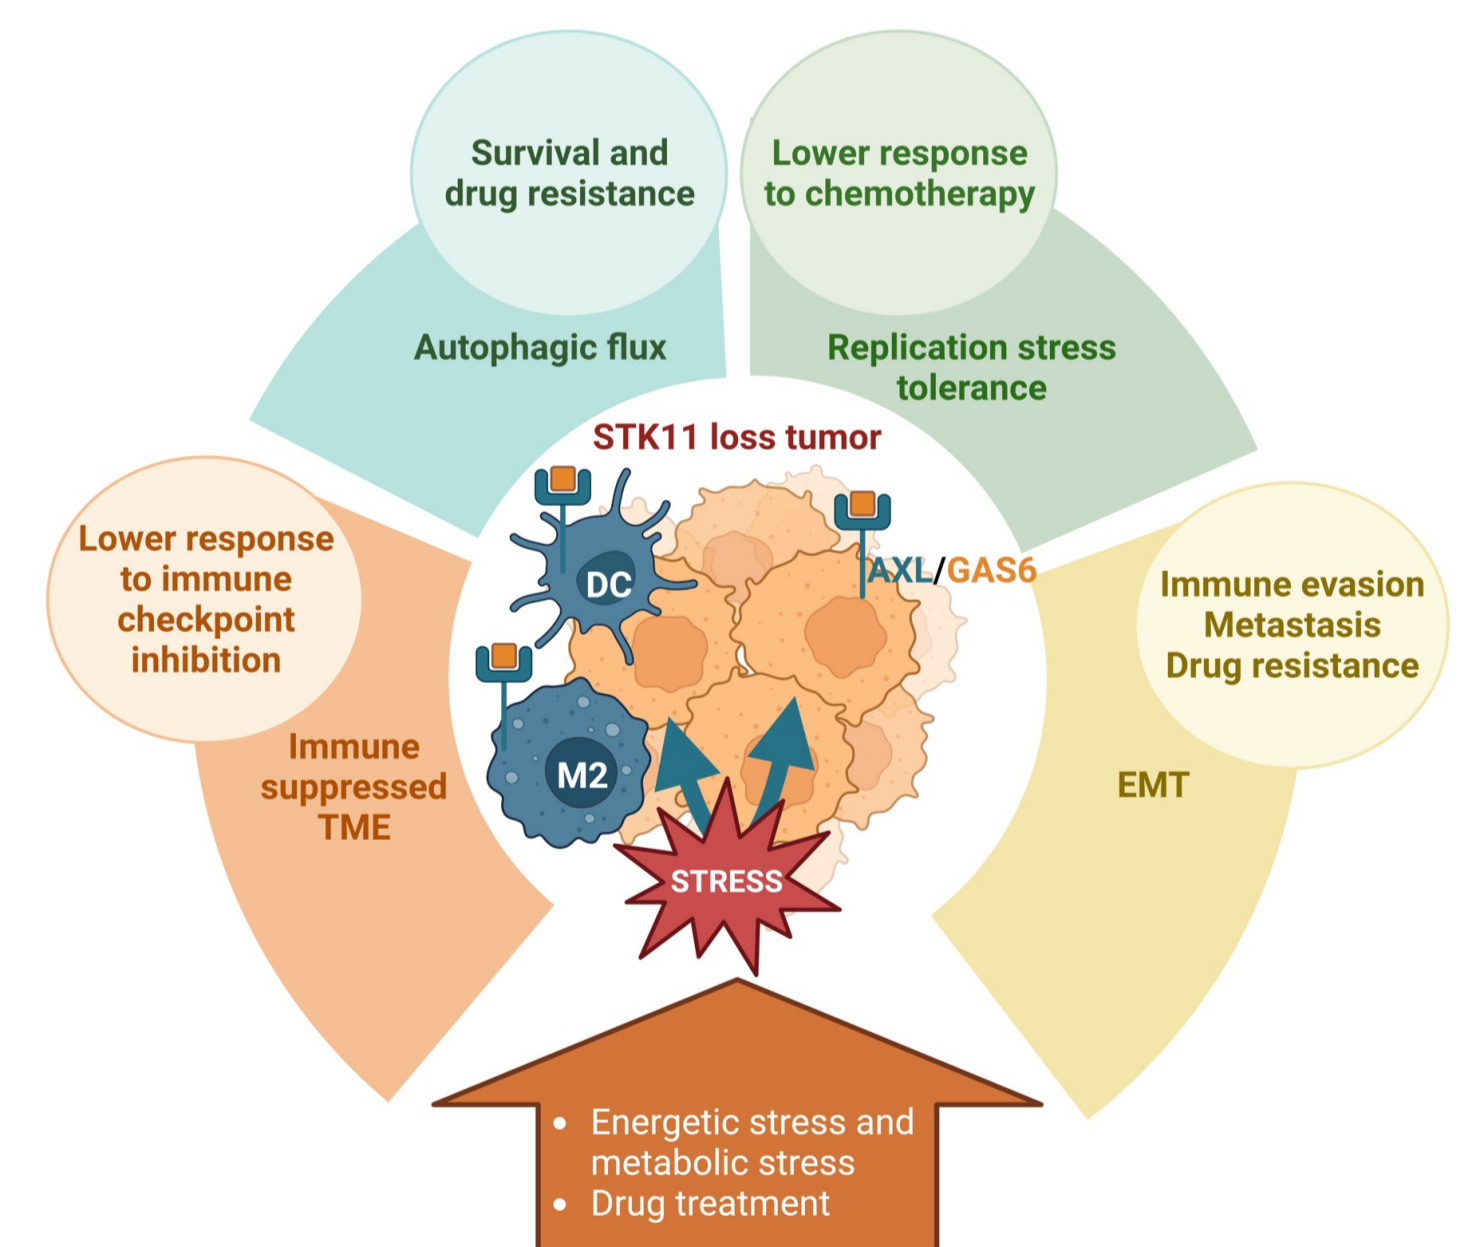 Survival and
drug resistance
Lower response
to chemotherapy
Autophagic flux
Replication stress
tolerance
STK11 loss tumor
Lower response
to immune
checkpoint
inhibition
DC
AXL/GAS6
Immune evasion
Metastasis
Drug resistance
Immune
suppressed
TME
M2
EMT
STRESS
• Energetic stress and
metabolic stress
• Drug treatment